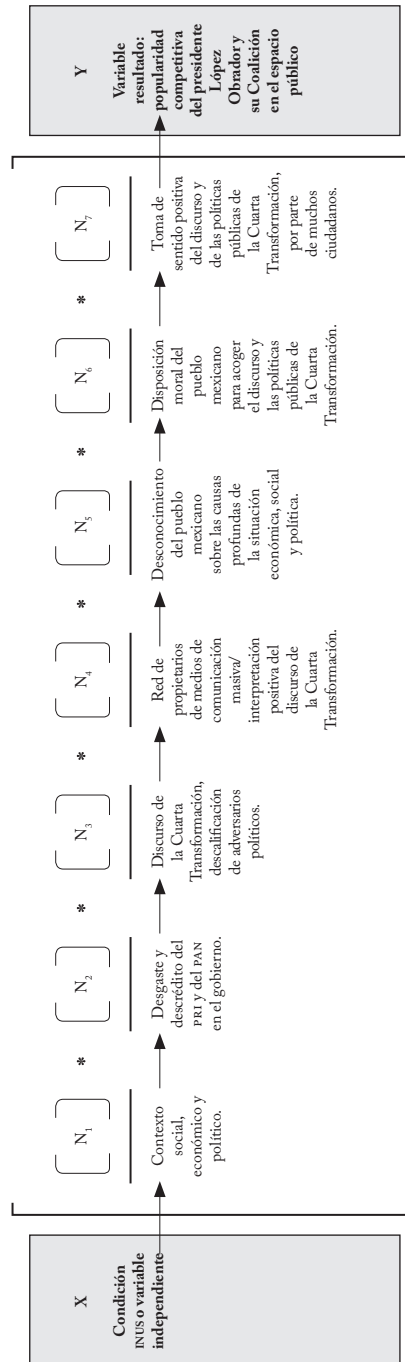 X
Condición
INUS o variable
independiente
N1
*
N2
*
N3
*
N4
*
N5
*
N6
*
N7
Contexto
social,
económico y
político.
Desgaste y
descrédito del
PRI y del PAN
en el gobierno.
Discurso de
la Cuarta
Transformación,
descalificación
de adversarios
políticos.
Red de
propietarios
de medios de
comunicación
masiva/
interpretación
positiva del
discurso de
la Cuarta
Transformación.
Desconocimiento
del pueblo
mexicano
sobre las causas
profundas de
la situación
económica, social
y política.
Disposición
moral del
pueblo
mexicano
para acoger
el discurso y
las políticas
públicas de
la Cuarta
Transformación.
Toma de
sentido positiva
del discurso y
de las políticas
públicas de
la Cuarta
Transformación,
por parte
de muchos
ciudadanos.
Y
Variable
resultado:
popularidad
competitiva
del presidente
López
Obrador y
su Coalición
en el espacio
público